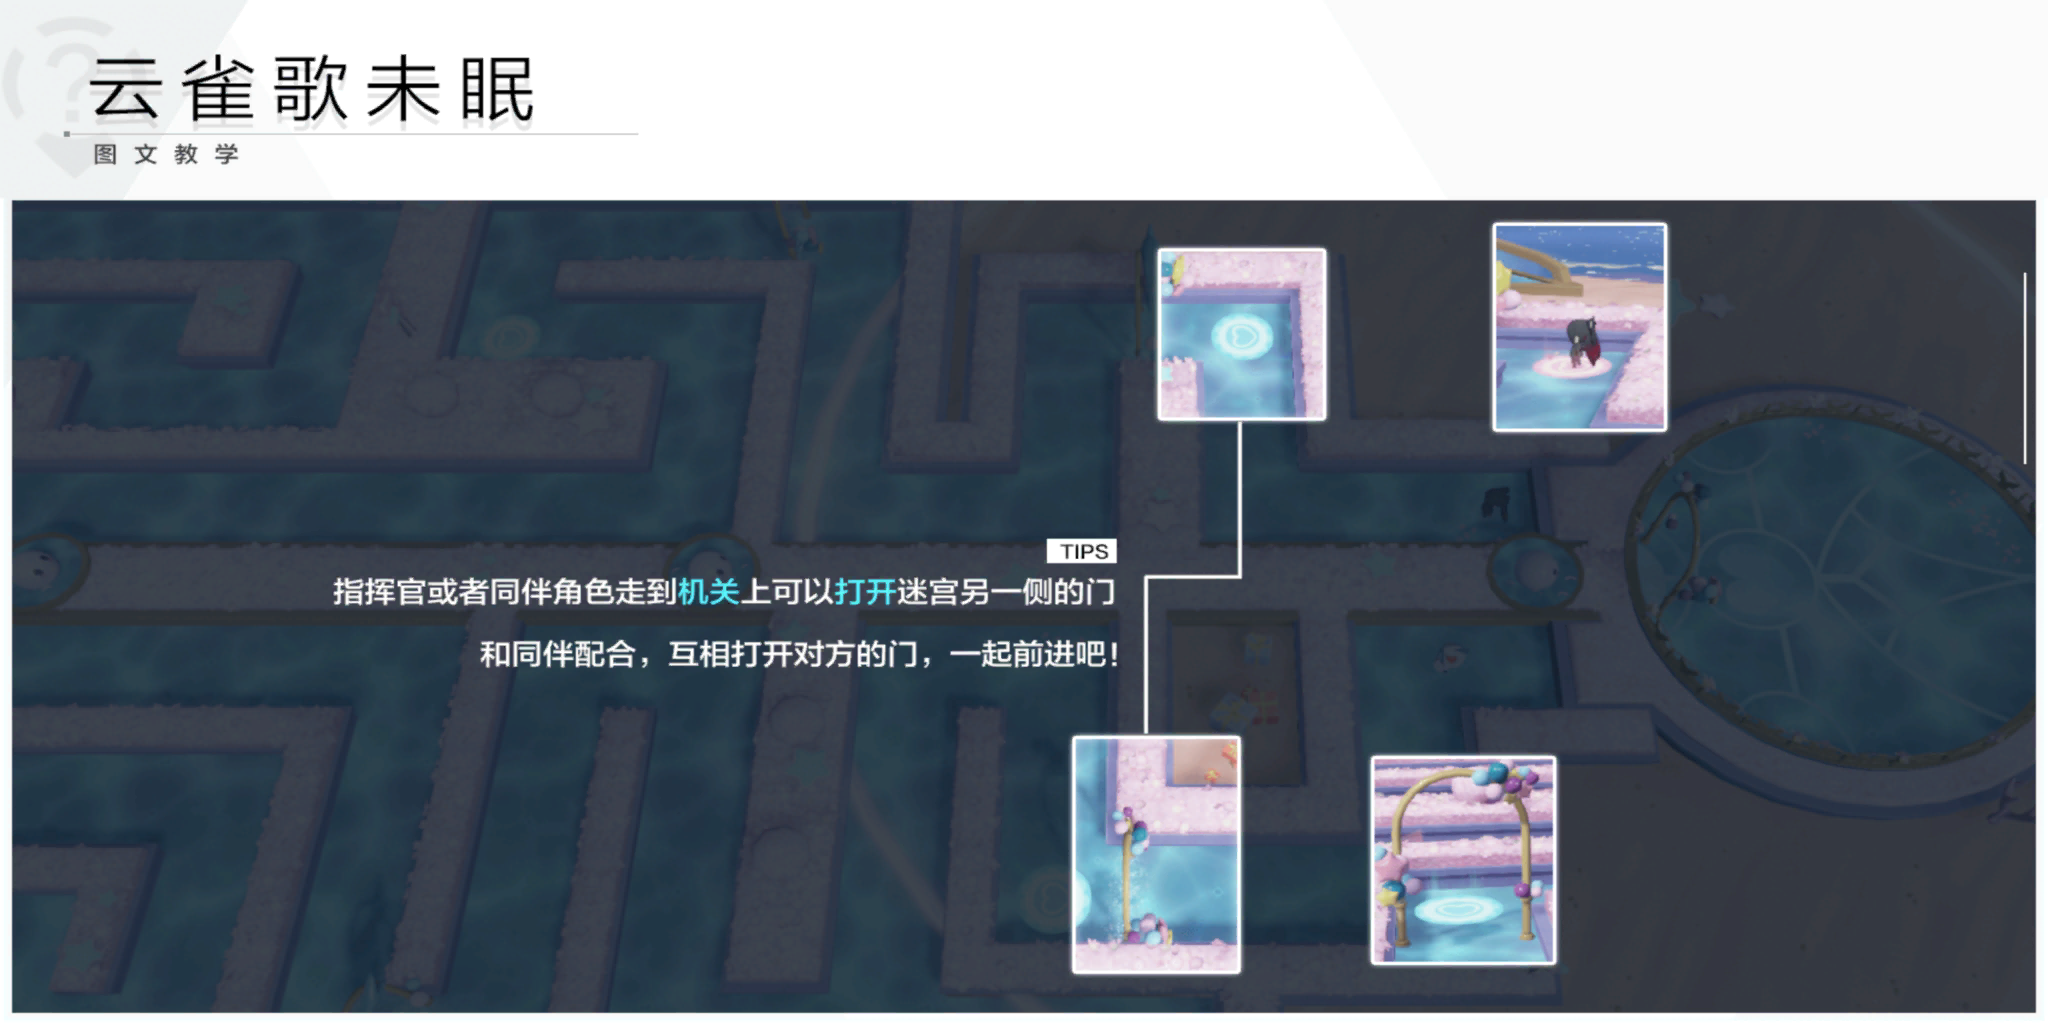 云雀歌未眠
图文教学
TIPS
指挥官或者同伴角色走到机关上可以打开迷宫另一侧的门
和同伴配合，互相打开对方的门，一起前进吧！